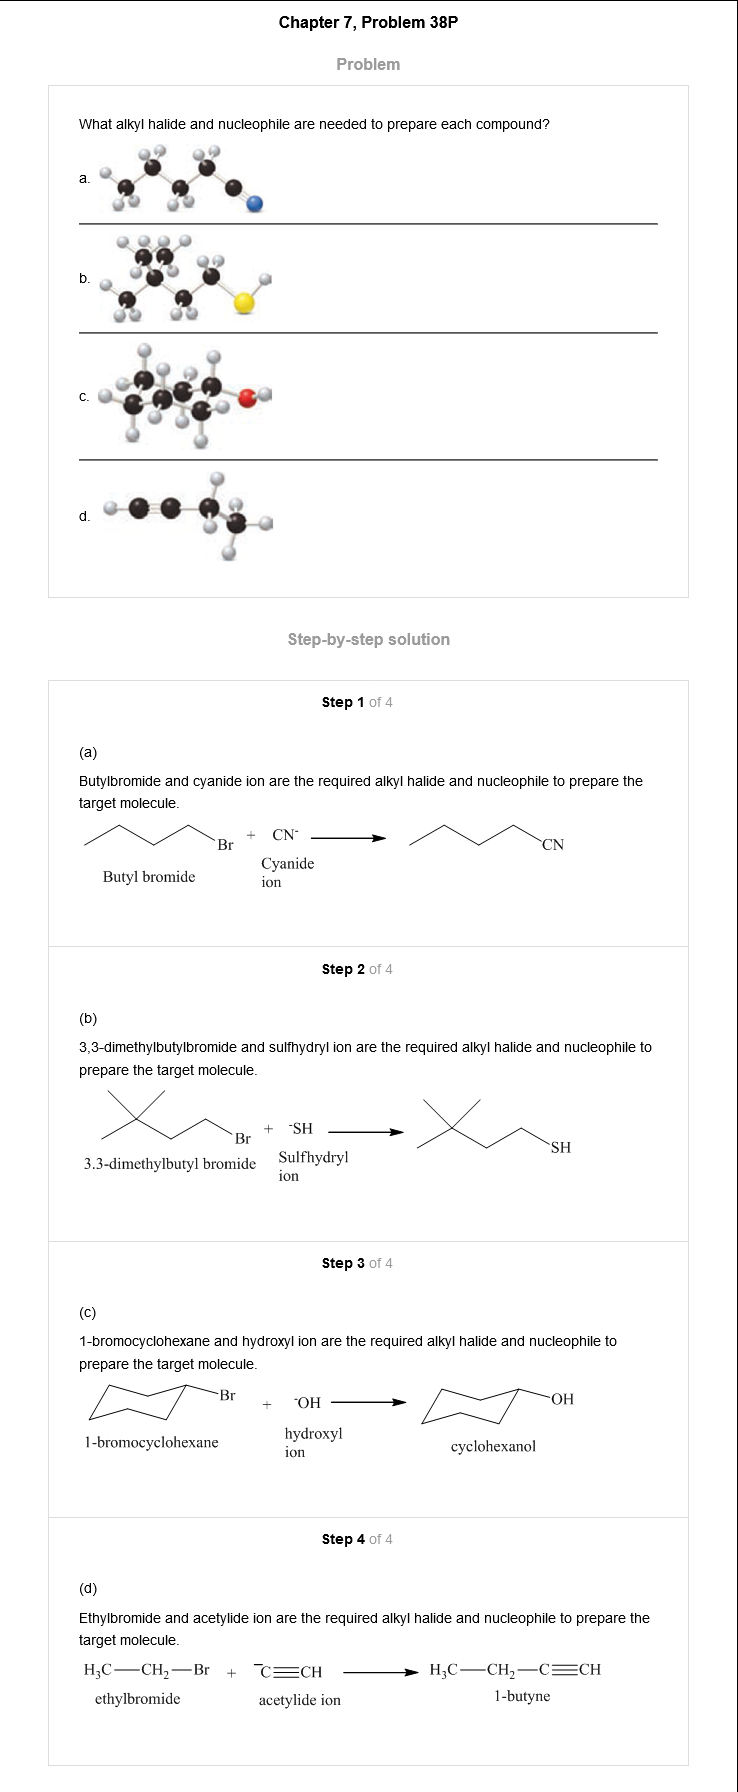 Chapter 7, Problem 38P
Problem
What alkyl halide and nucleophile are needed to prepare each compound?
a.
b.
c.
d.
Step-by-step solution
Step 1 of 4
(a)
Butylbromide and cyanide ion are the required alkyl halide and nucleophile to prepare the
target molecule.
Br + CN⁻ CN
Butyl bromide
Cyanide
ion
Step 2 of 4
(b)
3,3-dimethylbutylbromide and sulfhydryl ion are the required alkyl halide and nucleophile to
prepare the target molecule.
Br + ⁻SH SH
3.3-dimethylbutyl bromide
Sulfhydryl
ion
Step 3 of 4
(c)
1-bromocyclohexane and hydroxyl ion are the required alkyl halide and nucleophile to
prepare the target molecule.
Br + ⁻OH OH
1-bromocyclohexane
hydroxyl
ion
cyclohexanol
Step 4 of 4
(d)
Ethylbromide and acetylide ion are the required alkyl halide and nucleophile to prepare the
target molecule.
H₃C—CH₂—Br + ⁻C≡CH H₃C—CH₂—C≡CH
ethylbromide acetylide ion 1-butyne